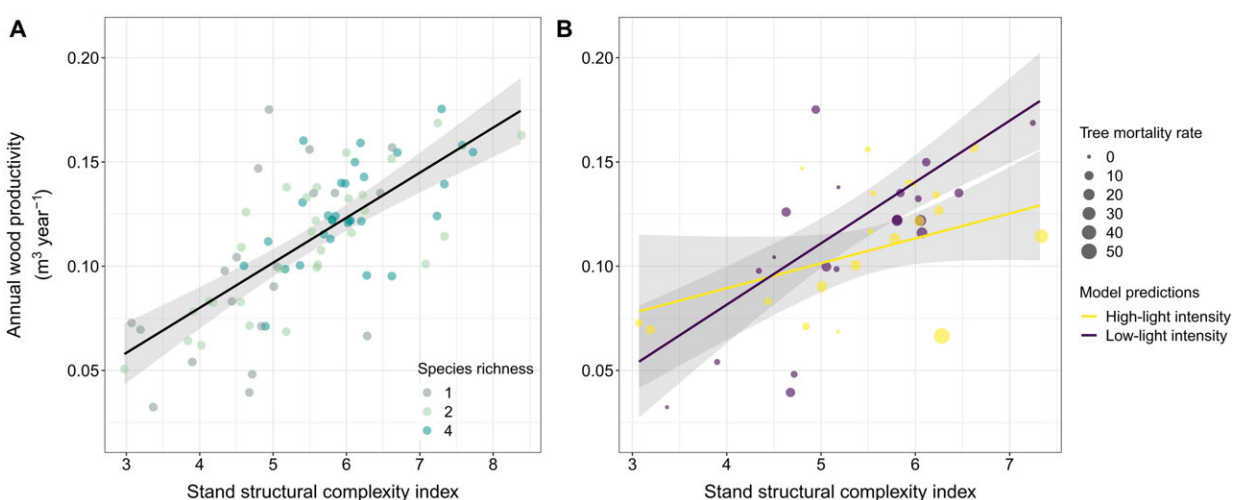 A
B
Annual wood productivity
(m³ year⁻¹)
0.20
0.15
0.10
0.05
3 4 5 6 7 8
Stand structural complexity index
Species richness
1
2
4
0.20
0.15
0.10
0.05
3 4 5 6 7
Stand structural complexity index
Tree mortality rate
0
10
20
30
40
50
Model predictions
High-light intensity
Low-light intensity